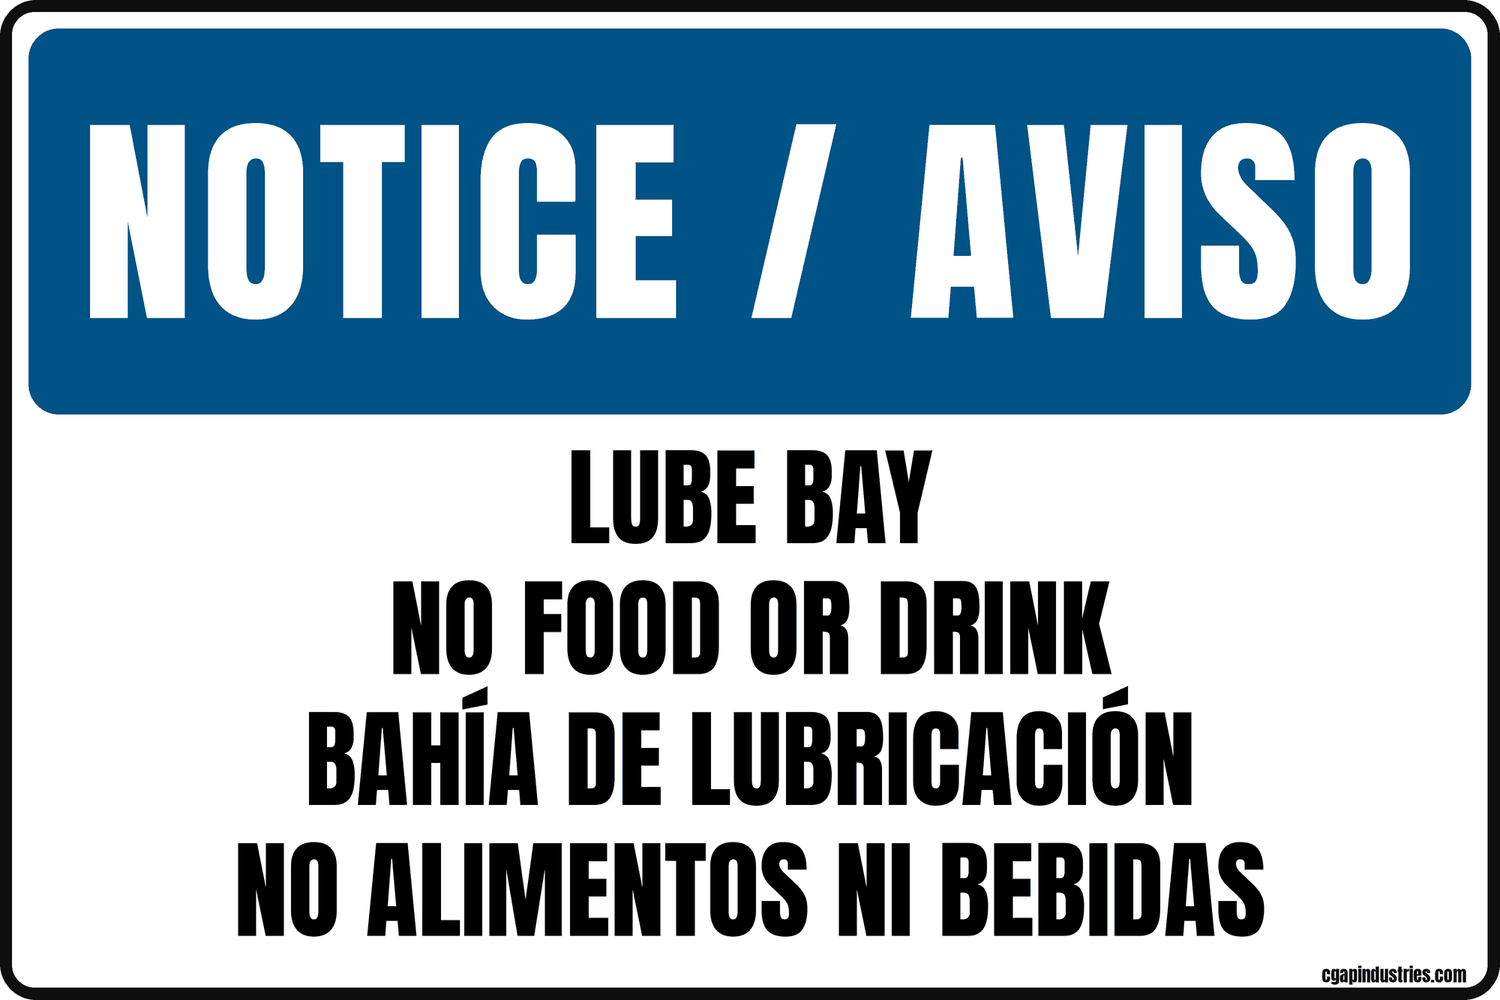 NOTICE / AVISO
LUBE BAY
NO FOOD OR DRINK
BAHÍA DE LUBRICACIÓN
NO ALIMENTOS NI BEBIDAS
cgapindustries.com